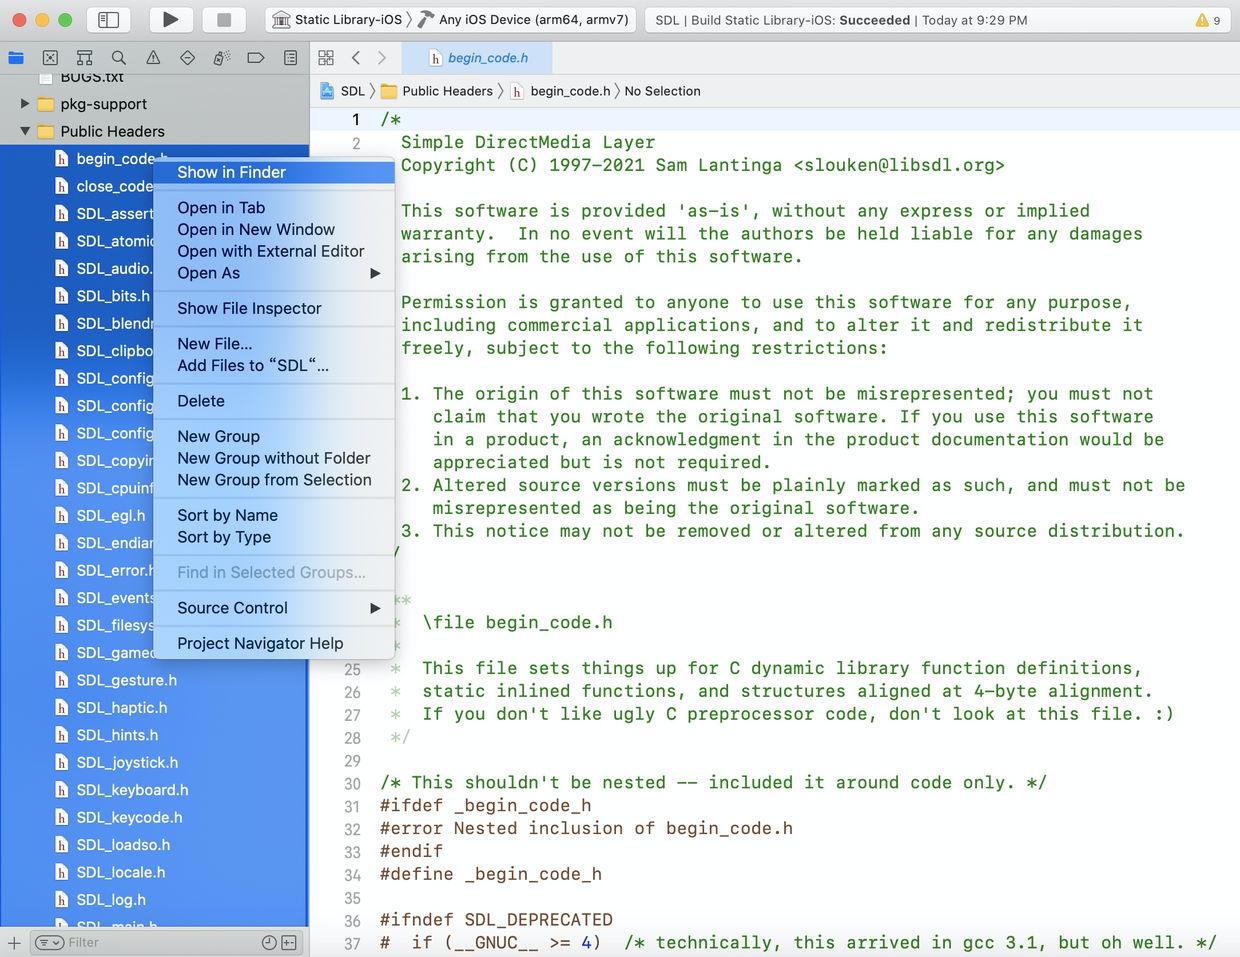 Static Library-iOS
Any iOS Device (arm64, armv7)
SDL | Build Static Library-iOS: Succeeded | Today at 9:29 PM
9
begin_code.h
SDL
Public Headers
begin_code.h
No Selection
BUGS.txt
pkg-support
Public Headers
begin_code.h
close_code
SDL_assert
SDL_atomic
SDL_audio.
SDL_bits.h
SDL_blendm
SDL_clipbo
SDL_config
SDL_config
SDL_config
SDL_copyin
SDL_cpuinf
SDL_egl.h
SDL_endian
SDL_error.h
SDL_events
SDL_filesys
SDL_gamec
SDL_gesture.h
SDL_haptic.h
SDL_hints.h
SDL_joystick.h
SDL_keyboard.h
SDL_keycode.h
SDL_loadso.h
SDL_locale.h
SDL_log.h
SDL_main.h
Filter
Show in Finder
Open in Tab
Open in New Window
Open with External Editor
Open As
Show File Inspector
New File...
Add Files to “SDL“...
Delete
New Group
New Group without Folder
New Group from Selection
Sort by Name
Sort by Type
Find in Selected Groups...
Source Control
Project Navigator Help
1 /*
2 Simple DirectMedia Layer
Copyright (C) 1997-2021 Sam Lantinga <slouken@libsdl.org>
This software is provided 'as-is', without any express or implied
warranty.  In no event will the authors be held liable for any damages
arising from the use of this software.
Permission is granted to anyone to use this software for any purpose,
including commercial applications, and to alter it and redistribute it
freely, subject to the following restrictions:
1. The origin of this software must not be misrepresented; you must not
claim that you wrote the original software. If you use this software
in a product, an acknowledgment in the product documentation would be
appreciated but is not required.
2. Altered source versions must be plainly marked as such, and must not be
misrepresented as being the original software.
3. This notice may not be removed or altered from any source distribution.
/
**
* \file begin_code.h
*
25 * This file sets things up for C dynamic library function definitions,
26 * static inlined functions, and structures aligned at 4-byte alignment.
27 * If you don't like ugly C preprocessor code, don't look at this file. :)
28 */
29
30 /* This shouldn't be nested -- included it around code only. */
31 #ifdef _begin_code_h
32 #error Nested inclusion of begin_code.h
33 #endif
34 #define _begin_code_h
35
36 #ifndef SDL_DEPRECATED
37 #  if (__GNUC__ >= 4)  /* technically, this arrived in gcc 3.1, but oh well. */